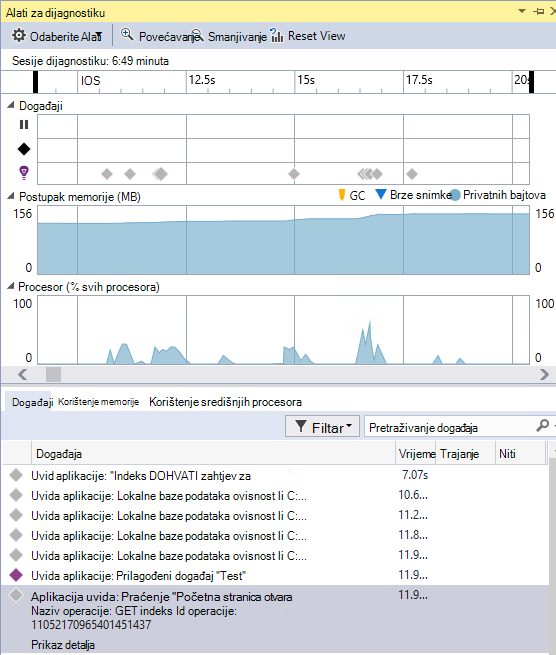 Alati za dijagnostiku
Odaberite Alat Povećavanje Smanjivanje Reset View
Sesije dijagnostiku: 6:49 minuta
IOS 12.5s 15s 17.5s 20s
Događaji
Postupak memorije (MB) GC Brze snimke Privatnih bajtova
156 156
0 0
Procesor (% svih procesora)
100 100
0 0
Događaji Korištenje memorije Korištenje središnjih procesora
Filtar Pretraživanje događaja
Događaja Vrijeme Trajanje Niti
Uvid aplikacije: "Indeks DOHVATI zahtjev za 7.07s
Uvida aplikacije: Lokalne baze podataka ovisnost li C:... 10.6...
Uvida aplikacije: Lokalne baze podataka ovisnost li C:... 11.2...
Uvida aplikacije: Lokalne baze podataka ovisnost li C:... 11.8...
Uvida aplikacije: Lokalne baze podataka ovisnost li C:... 11.9...
Uvida aplikacije: Prilagođeni događaj "Test" 11.9...
Aplikacija uvida: Praćenje "Početna stranica otvara 11.9...
Naziv operacije: GET indeks Id operacije:
11052170965401451437
Prikaz detalja